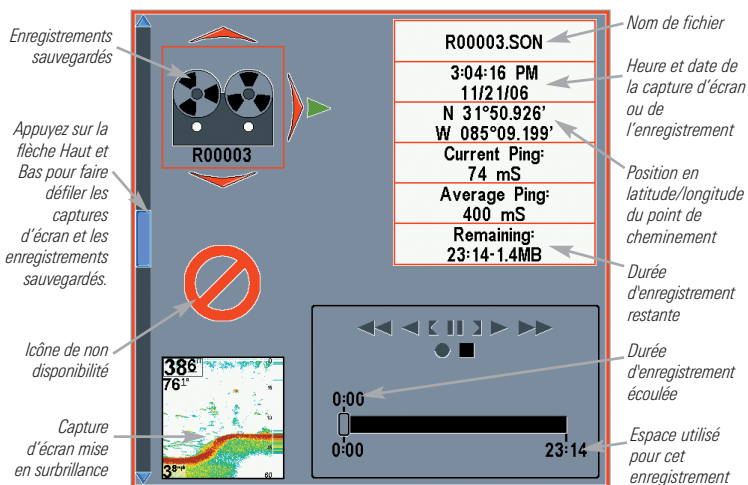 Enregistrements
sauvegardés
Appuyez sur la
flèche Haut et
Bas pour faire
défiler les
captures
d'écran et les
enregistrements
sauvegardés.
Icône de non
disponibilité
Capture
d'écran mise
en surbrillance
R00003
386
76.1°
3
60
R00003.SON
3:04:16 PM
11/21/06
N 31°50.926'
W 085°09.199'
Current Ping:
74 mS
Average Ping:
400 mS
Remaining:
23:14-1.4MB
0:00
0:00
23:14
Nom de fichier
Heure et date de
la capture d'écran
ou de
l'enregistrement
Position en
latitude/longitude
du point de
cheminement
Durée
d'enregistrement
restante
Durée
d'enregistrement
écoulée
Espace utilisé
pour cet
enregistrement